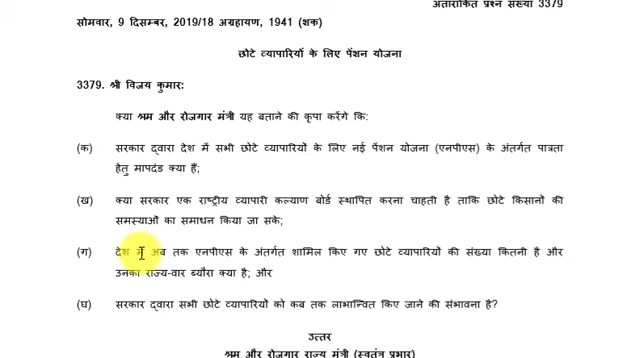 अतारांकित प्रश्न संख्या 3379
सोमवार, 9 दिसम्बर, 2019/18 अग्रहायण, 1941 (शक)
छोटे व्यापारियों के लिए पेंशन योजना
3379. श्री विजय कुमार:
क्या श्रम और रोजगार मंत्री यह बताने की कृपा करेंगे कि:
(क) सरकार द्वारा देश में सभी छोटे व्यापारियों के लिए नई पेंशन योजना (एनपीएस) के अंतर्गत पात्रता
हेतु मापदंड क्या हैं;
(ख) क्या सरकार एक राष्ट्रीय व्यापारी कल्याण बोर्ड स्थापित करना चाहती है ताकि छोटे किसानों की
समस्याओं का समाधन किया जा सके;
(ग) देश में अब तक एनपीएस के अंतर्गत शामिल किए गए छोटे व्यापारियों की संख्या कितनी है और
उनका राज्य-वार ब्यौरा क्या है; और
(घ) सरकार द्वारा सभी छोटे व्यापारियों को कब तक लाभान्वित किए जाने की संभावना है?
उत्तर
श्रम और रोजगार राज्य मंत्री (स्वतंत्र प्रभार)